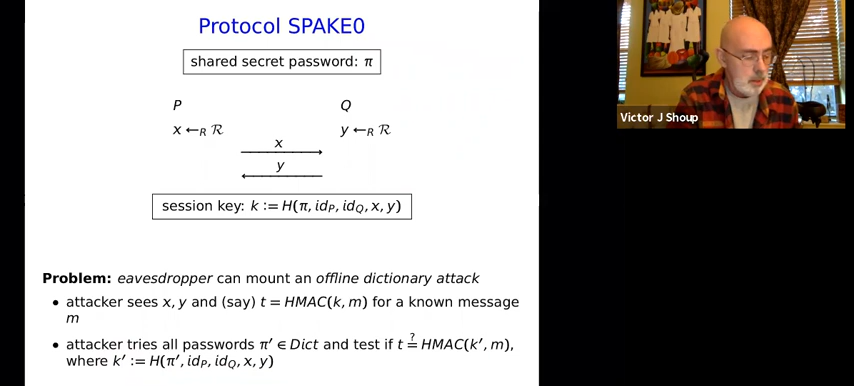 Protocol SPAKE0
shared secret password: π
P Q
x ←R ℛ y ←R ℛ
x
y
session key: k := H(π, idP, idQ, x, y)
Victor J Shoup
Problem: eavesdropper can mount an offline dictionary attack
• attacker sees x, y and (say) t = HMAC(k, m) for a known message
m
• attacker tries all passwords π′ ∈ Dict and test if t ?= HMAC(k′, m),
where k′ := H(π′, idP, idQ, x, y)